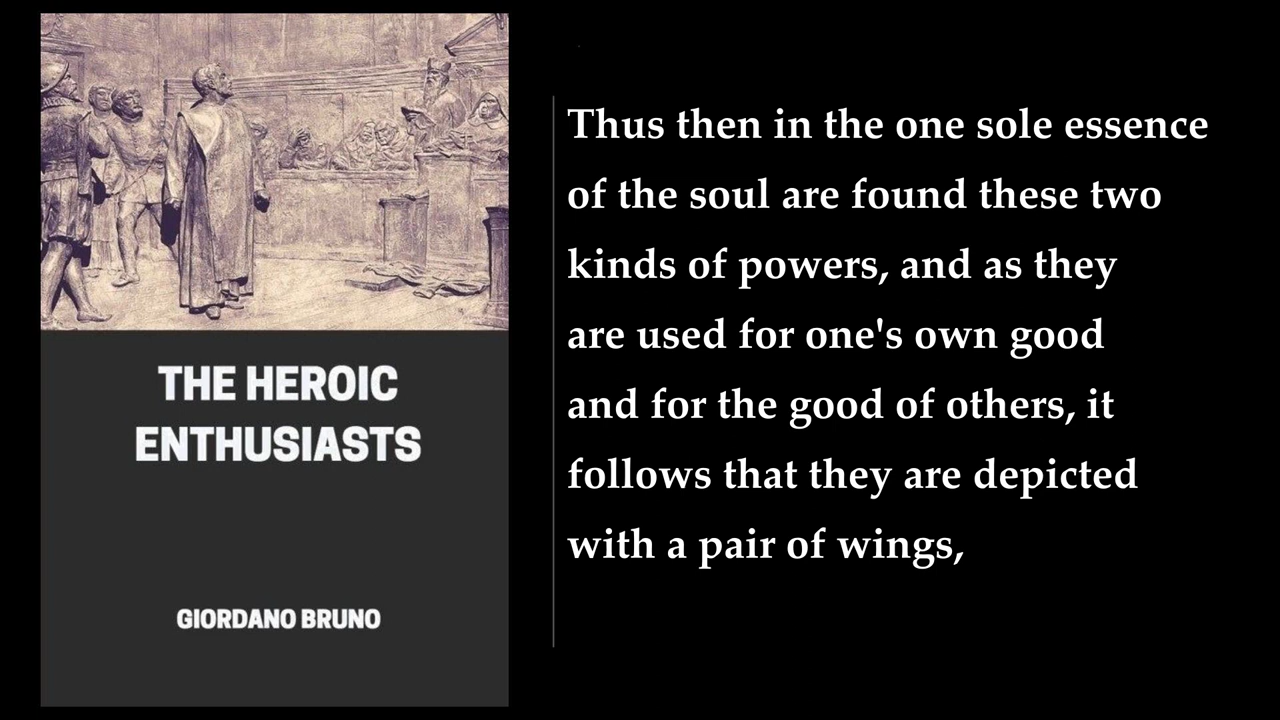 THE HEROIC
ENTHUSIASTS
GIORDANO BRUNO
Thus then in the one sole essence
of the soul are found these two
kinds of powers, and as they
are used for one's own good
and for the good of others, it
follows that they are depicted
with a pair of wings,